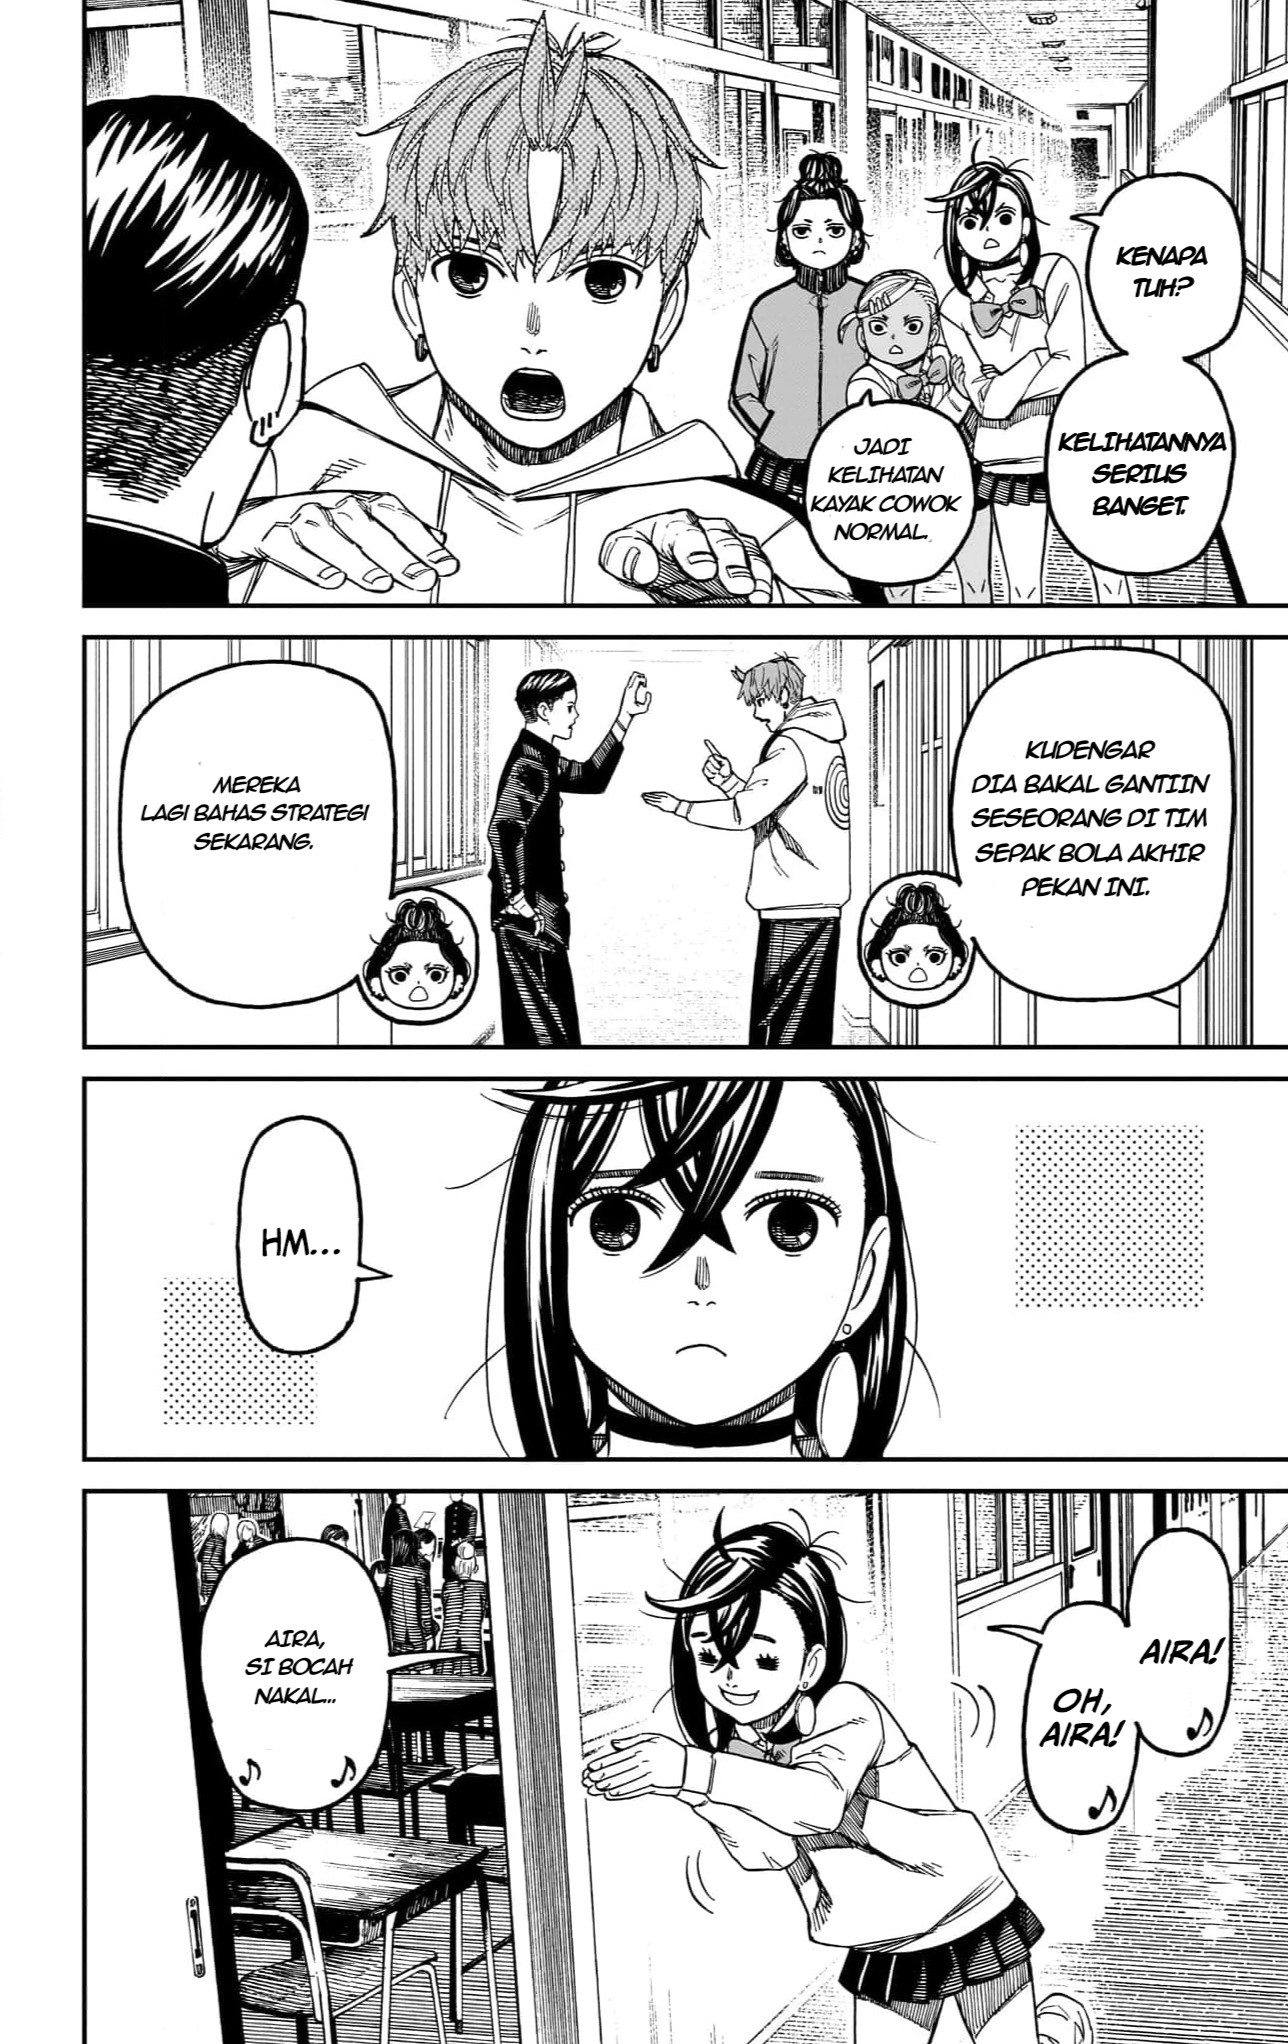 KENAPA
TUH?
KELIHATANNYA
SERIUS
BANGET.
JADI
KELIHATAN
KAYAK COWOK
NORMAL.
KUDENGAR
DIA BAKAL GANTIIN
SESEORANG DI TIM
SEPAK BOLA AKHIR
PEKAN INI.
MEREKA
LAGI BAHAS STRATEGI
SEKARANG.
HM...
AIRA!
OH,
AIRA!
AIRA,
SI BOCAH
NAKAL...